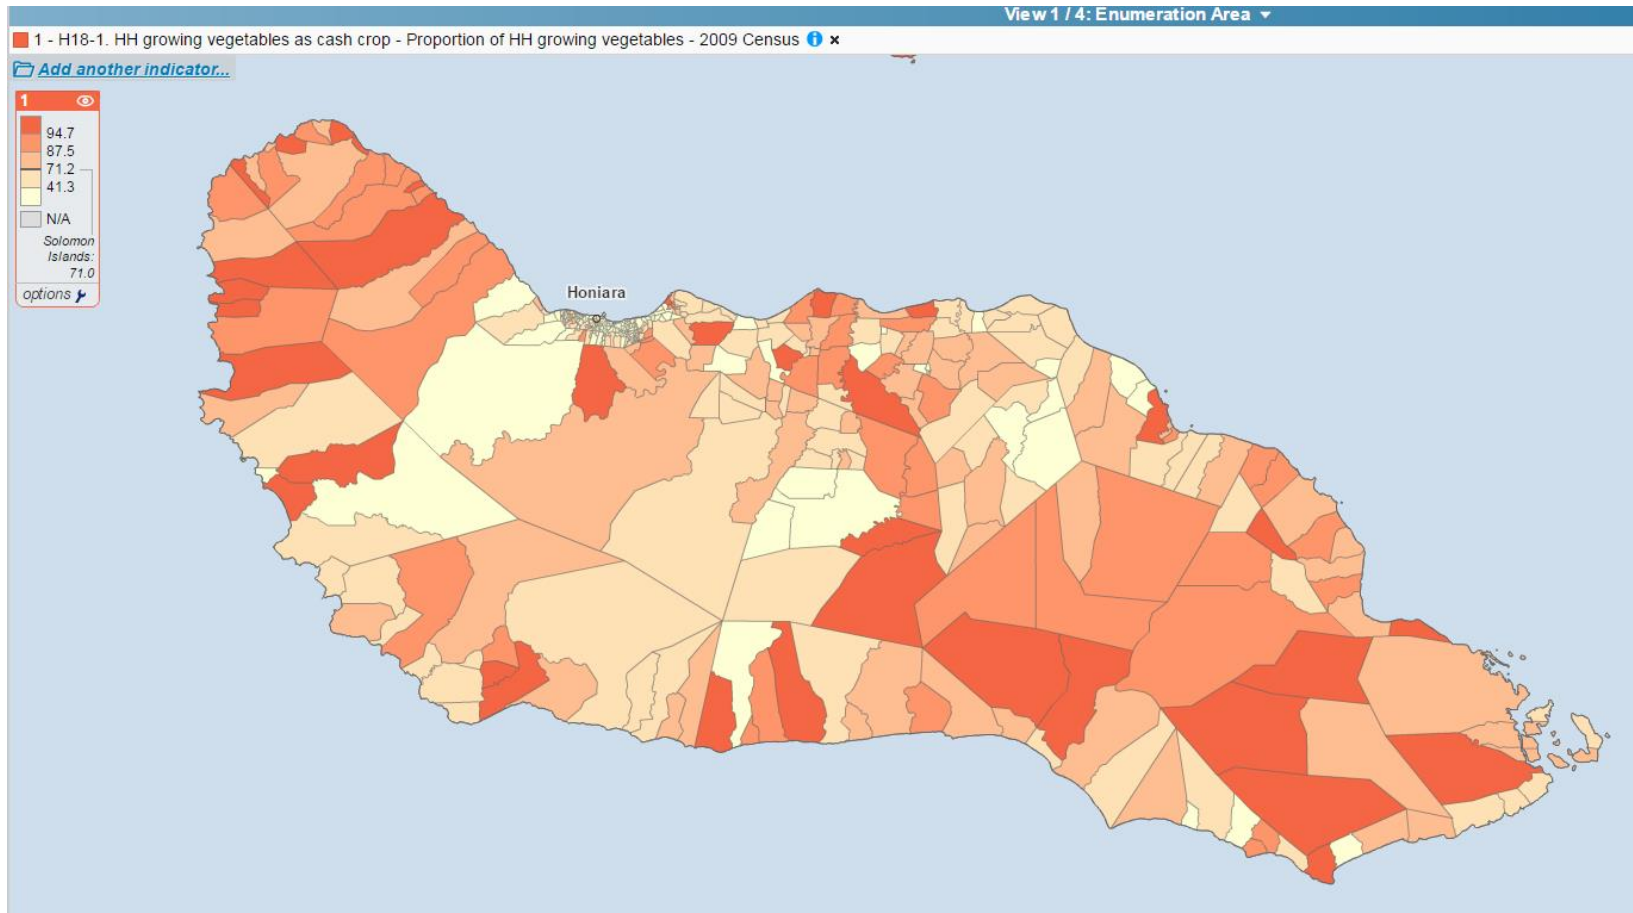 View 1 / 4: Enumeration Area
1 - H18-1. HH growing vegetables as cash crop - Proportion of HH growing vegetables - 2009 Census
Add another indicator...
1
94.7
87.5
71.2
41.3
N/A
Solomon
Islands:
71.0
options
Honiara